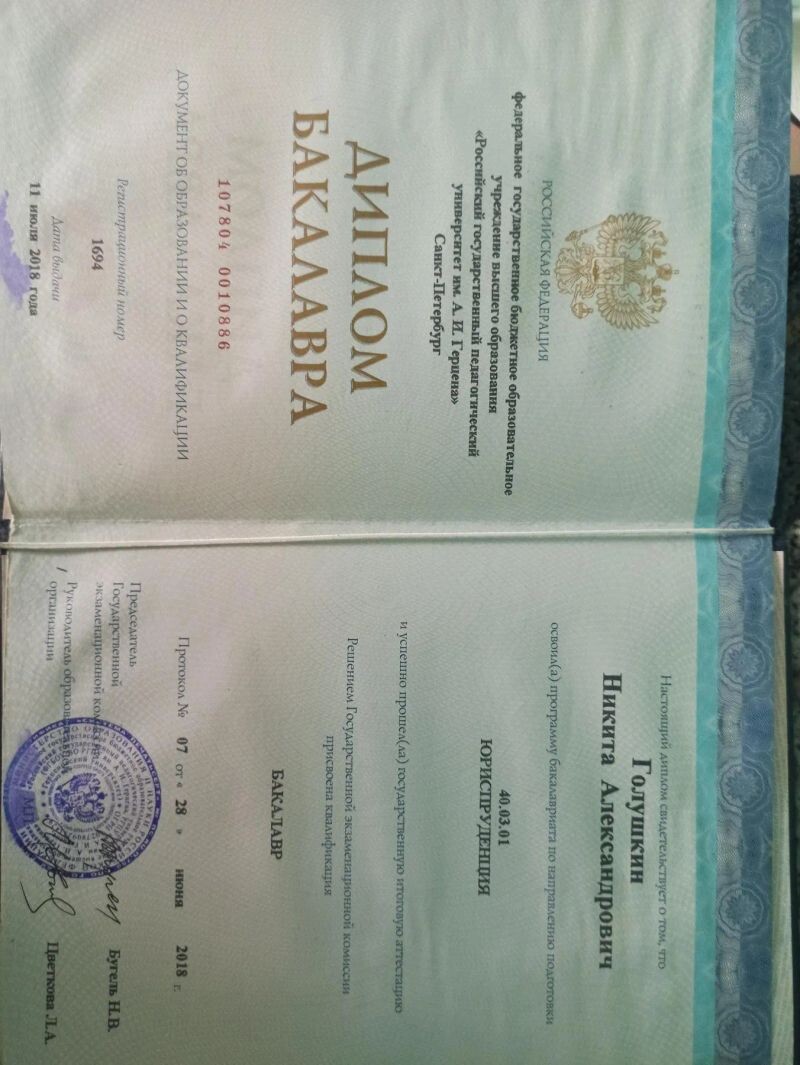 РОССИЙСКАЯ ФЕДЕРАЦИЯ
федеральное государственное бюджетное образовательное
учреждение высшего образования
«Российский государственный педагогический
университет им. А. И. Герцена»
Санкт-Петербург
ДИПЛОМ
БАКАЛАВРА
107804 0010886
ДОКУМЕНТ ОБ ОБРАЗОВАНИИ И О КВАЛИФИКАЦИИ
Регистрационный номер
1694
Дата выдачи
11 июля 2018 года
Настоящий диплом свидетельствует о том, что
Голушкин
Никита Александрович
освоил(а) программу бакалавриата по направлению подготовки
40.03.01
ЮРИСПРУДЕНЦИЯ
и успешно прошел(ла) государственную итоговую аттестацию
Решением Государственной экзаменационной комиссии
присвоена квалификация
БАКАЛАВР
Протокол № 07 от « 28 » июня 2018 г.
Председатель
Государственной
экзаменационной
Бугель Н.В.
Руководитель
организации
Цветкова Л.А.
М.П.